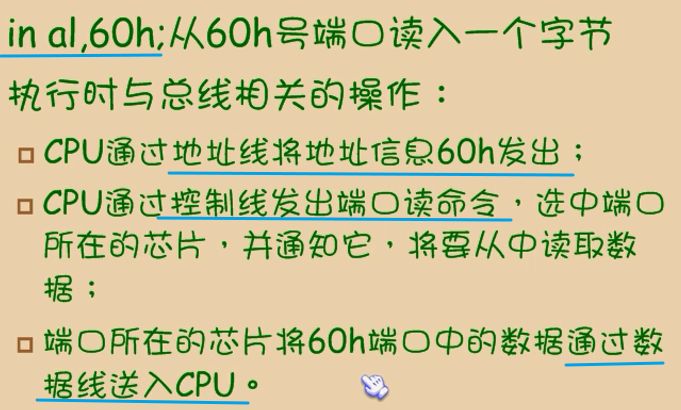 in al,60h;从60h号端口读入一个字节
执行时与总线相关的操作：
CPU通过地址线将地址信息60h发出；
CPU通过控制线发出端口读命令，选中端口
所在的芯片，并通知它，将要从中读取数
据；
端口所在的芯片将60h端口中的数据通过数
据线送入CPU。